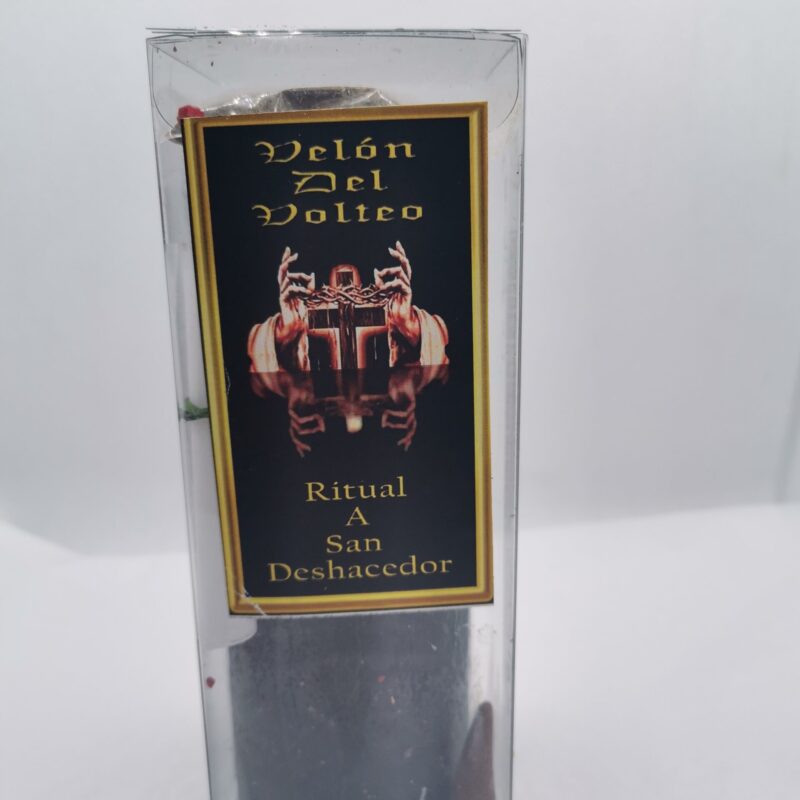 Velón
Del
Volteo
Ritual
A
San
Deshacedor